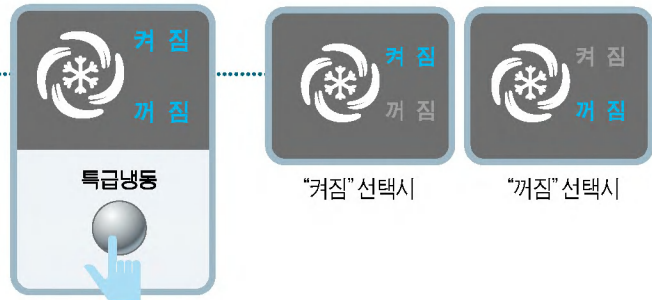 켜 짐
꺼 짐
특급냉동
켜 짐
꺼 짐
"켜짐" 선택시
켜 짐
꺼 짐
"꺼짐" 선택시